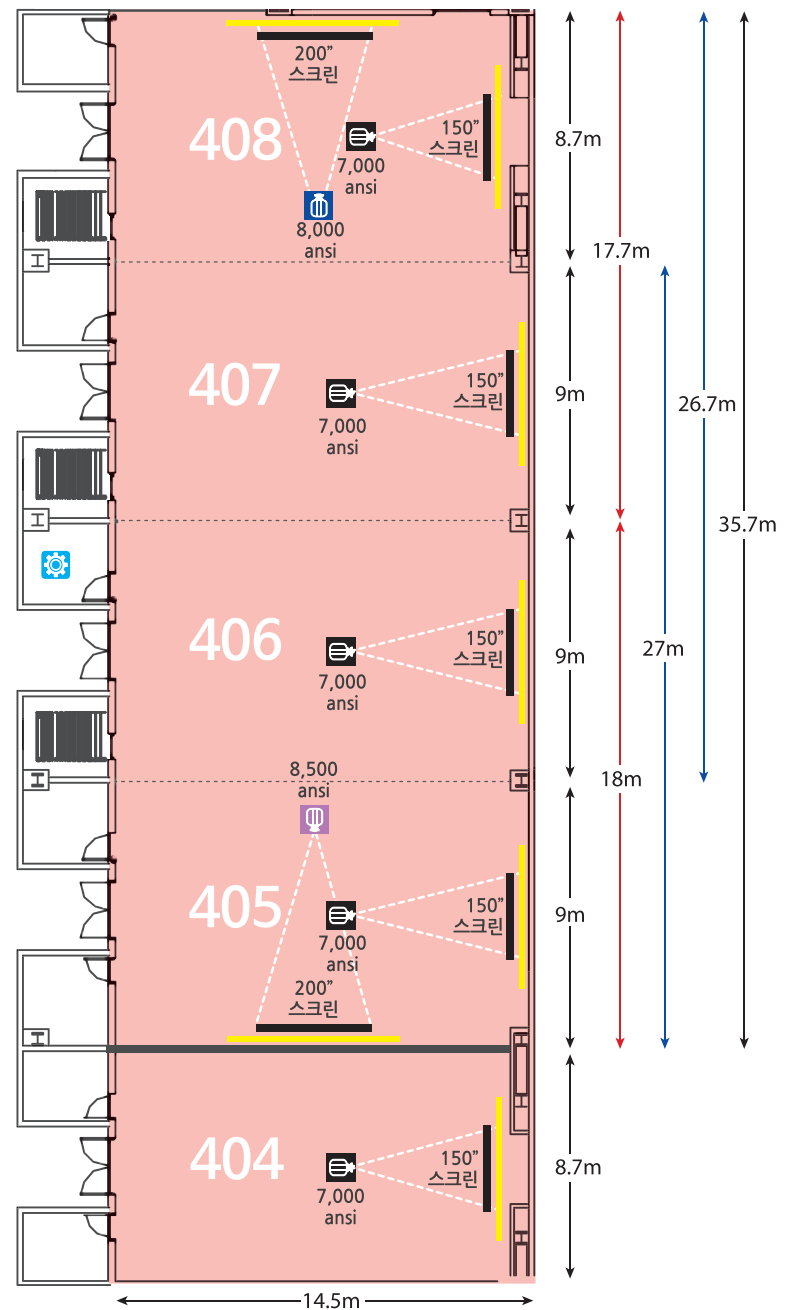 200”
스크린
408
150”
스크린
7,000
ansi
8,000
ansi
8.7m
17.7m
407
150”
스크린
7,000
ansi
9m
26.7m
35.7m
406
150”
스크린
7,000
ansi
9m
27m
18m
8,500
ansi
405
150”
스크린
7,000
ansi
9m
200”
스크린
404
150”
스크린
7,000
ansi
8.7m
14.5m